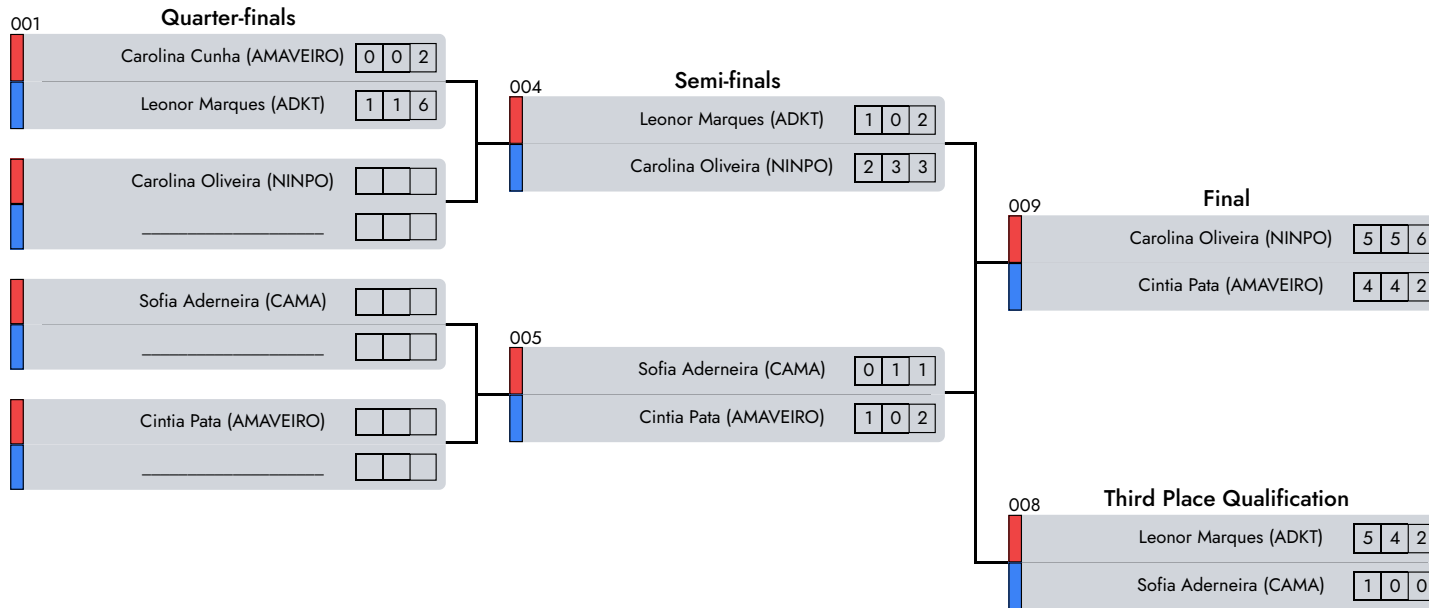 Quarter-finals
001
Carolina Cunha (AMAVEIRO) 0 0 2
Leonor Marques (ADKT) 1 1 6
Carolina Oliveira (NINPO)
____________________
Sofia Aderneira (CAMA)
____________________
Cintia Pata (AMAVEIRO)
____________________
Semi-finals
004
Leonor Marques (ADKT) 1 0 2
Carolina Oliveira (NINPO) 2 3 3
005
Sofia Aderneira (CAMA) 0 1 1
Cintia Pata (AMAVEIRO) 1 0 2
Final
009
Carolina Oliveira (NINPO) 5 5 6
Cintia Pata (AMAVEIRO) 4 4 2
Third Place Qualification
008
Leonor Marques (ADKT) 5 4 2
Sofia Aderneira (CAMA) 1 0 0